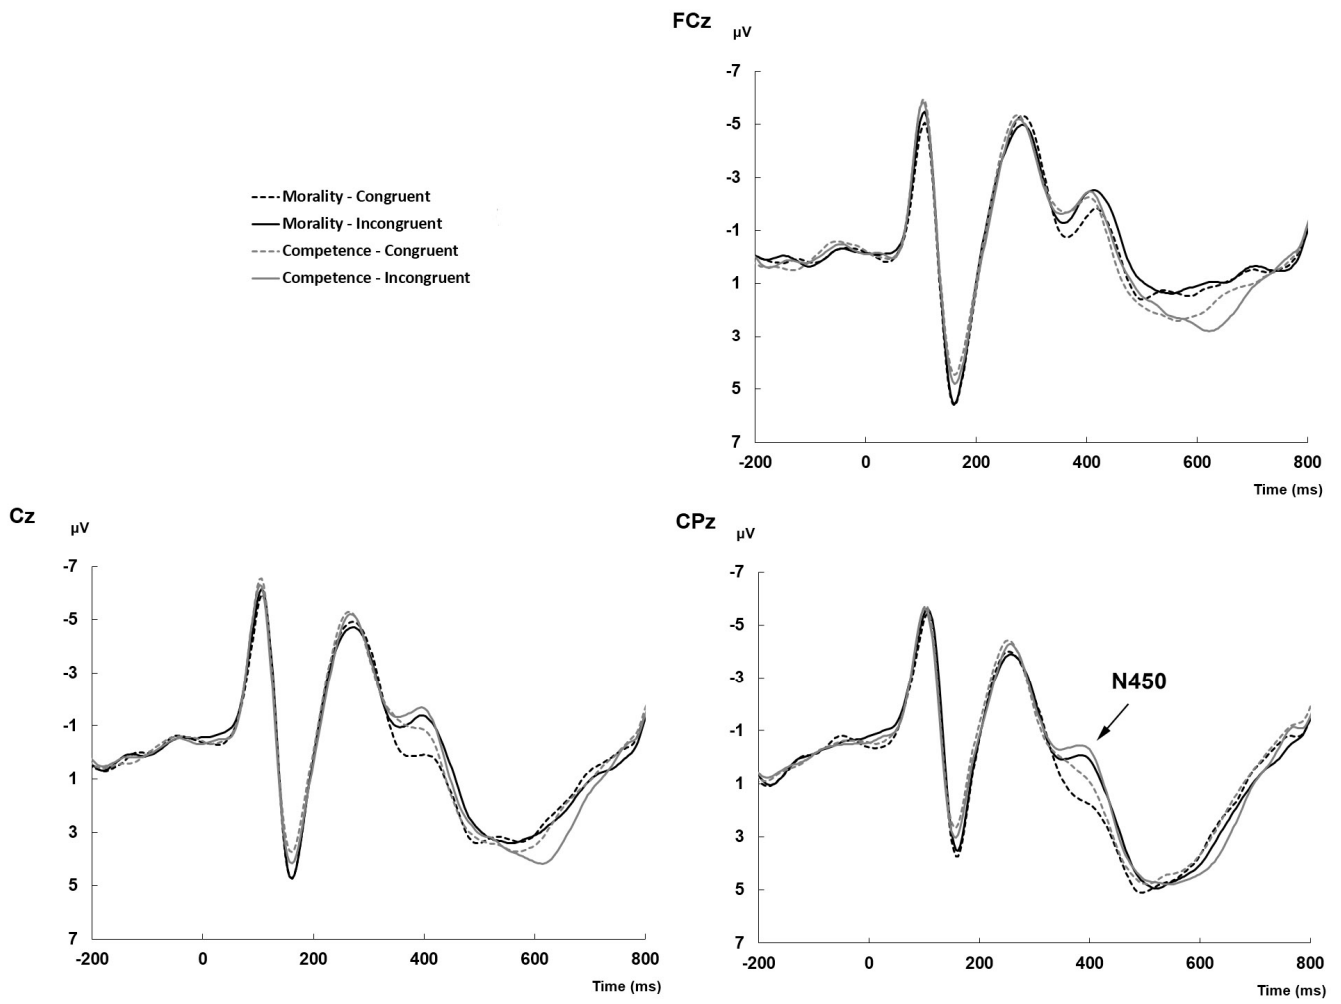 FCz
µV
-7
-5
-3
-1
1
3
5
7
-200 0 200 400 600 800
Time (ms)
Morality - Congruent
Morality - Incongruent
Competence - Congruent
Competence - Incongruent
Cz
µV
-7
-5
-3
-1
1
3
5
7
-200 0 200 400 600 800
Time (ms)
CPz
µV
-7
-5
-3
-1
1
3
5
7
N450
-200 0 200 400 600 800
Time (ms)